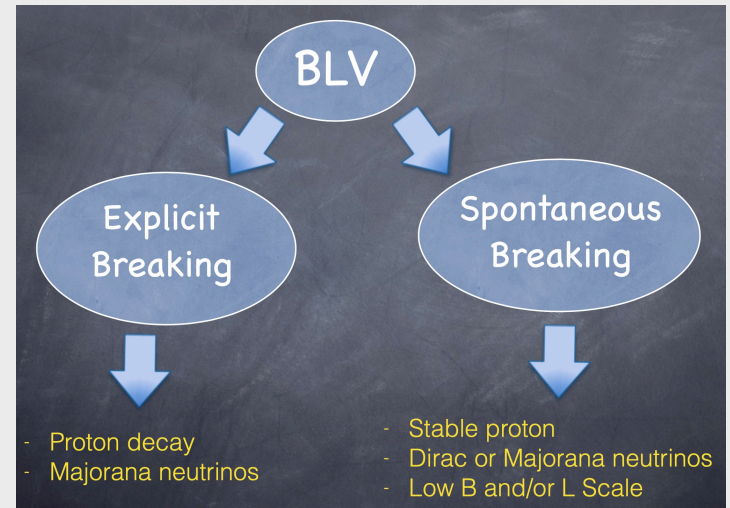 BLV
Explicit
Breaking
Spontaneous
Breaking
- Proton decay
- Majorana neutrinos
- Stable proton
- Dirac or Majorana neutrinos
- Low B and/or L Scale